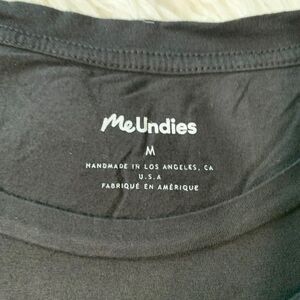 MeUndies
M
HANDMADE IN LOS ANGELES, CA
U.S.A
FABRIQUÉ EN AMÉRIQUE